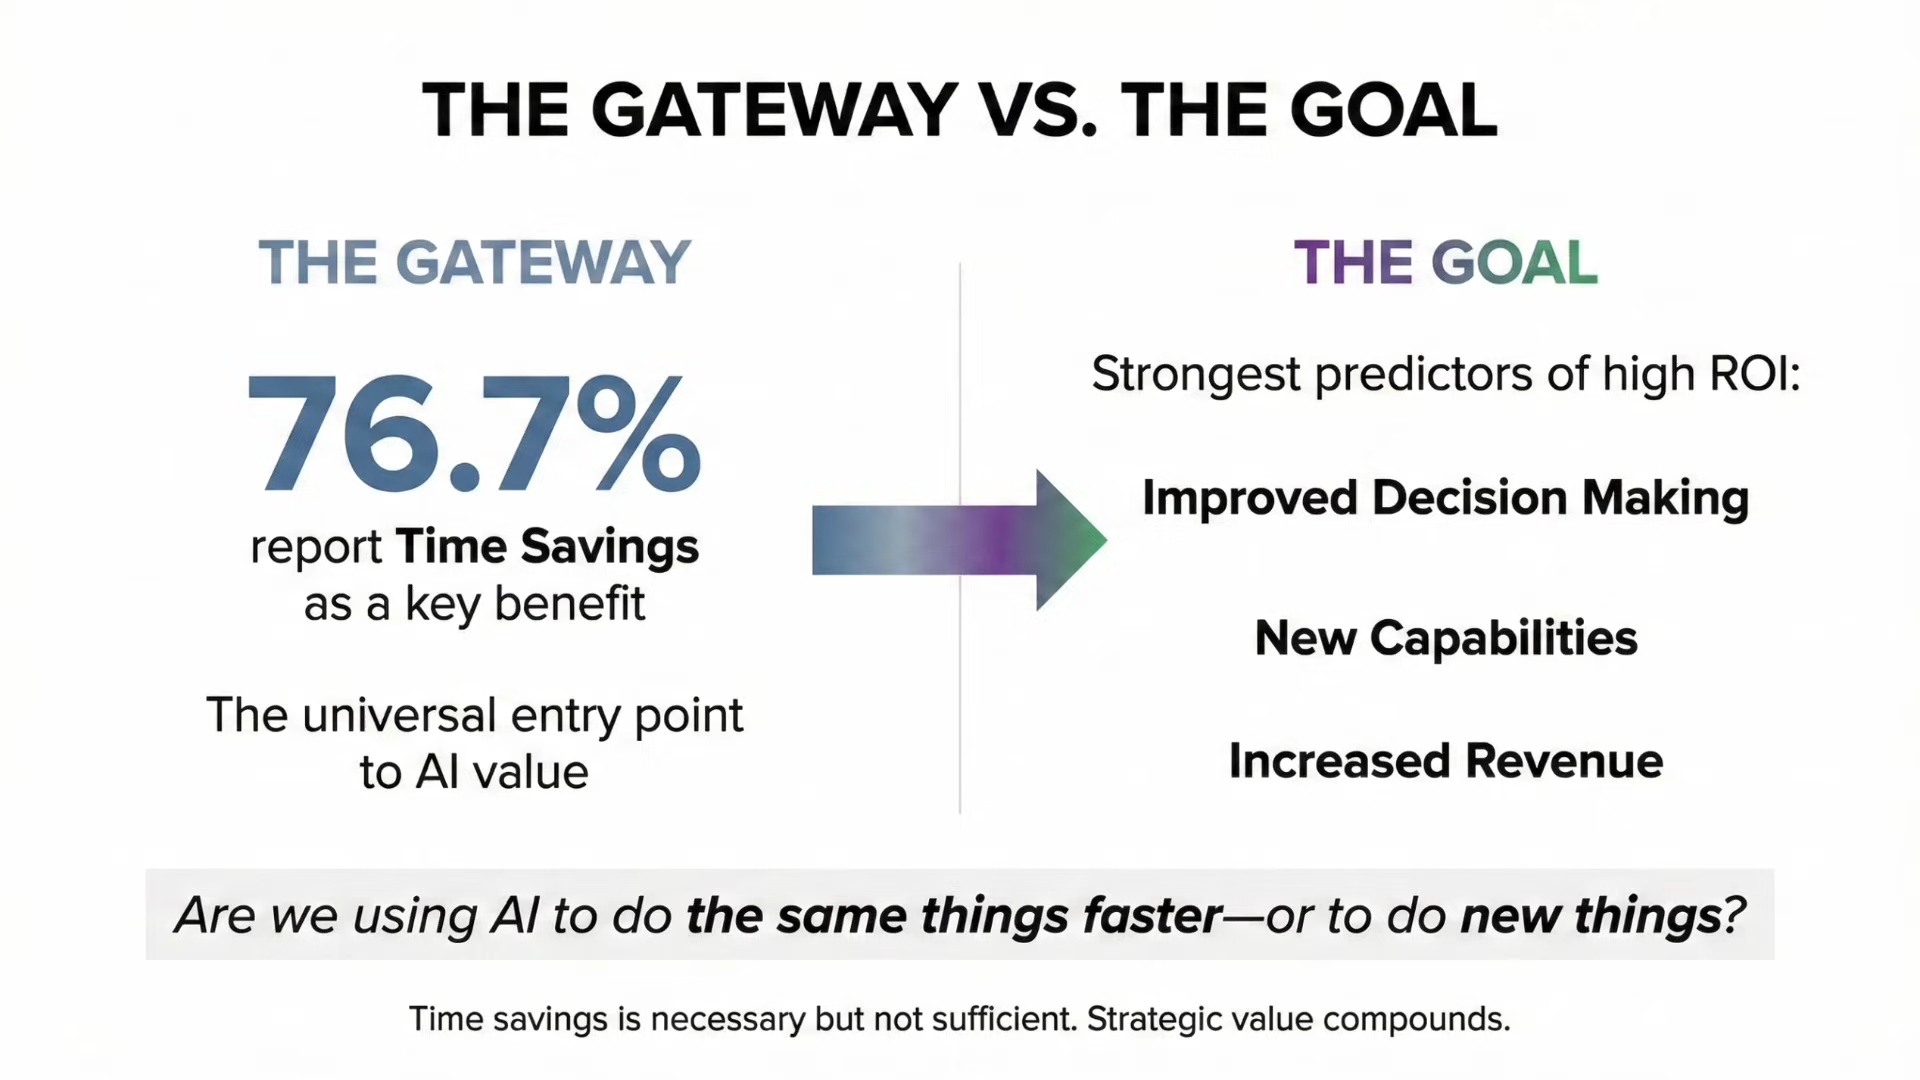 THE GATEWAY VS. THE GOAL
THE GATEWAY
76.7%
report Time Savings
as a key benefit
The universal entry point
to AI value
THE GOAL
Strongest predictors of high ROI:
Improved Decision Making
New Capabilities
Increased Revenue
Are we using AI to do the same things faster—or to do new things?
Time savings is necessary but not sufficient. Strategic value compounds.